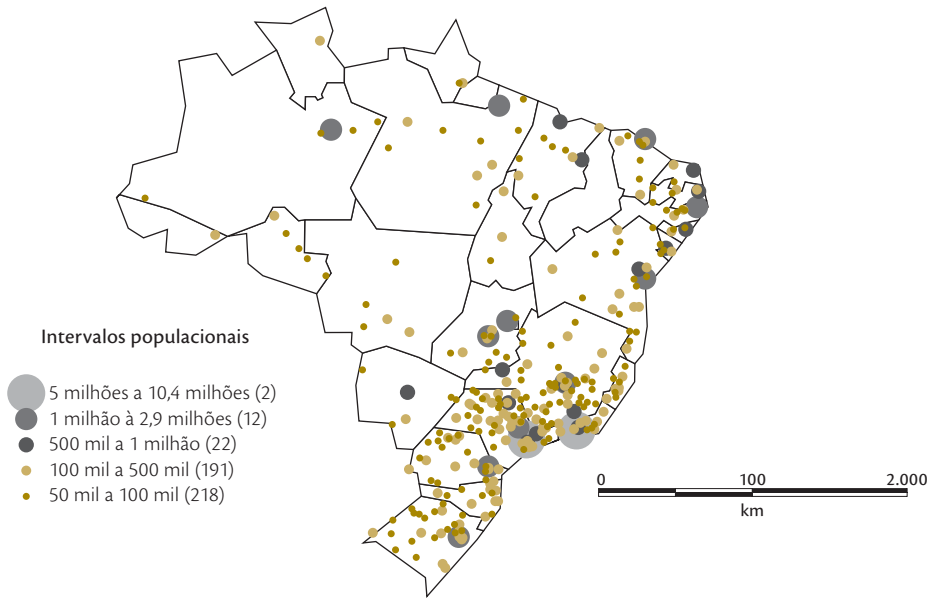 Intervalos populacionais
5 milhões a 10,4 milhões (2)
1 milhão à 2,9 milhões (12)
500 mil a 1 milhão (22)
100 mil a 500 mil (191)
50 mil a 100 mil (218)
0 100 2.000
km